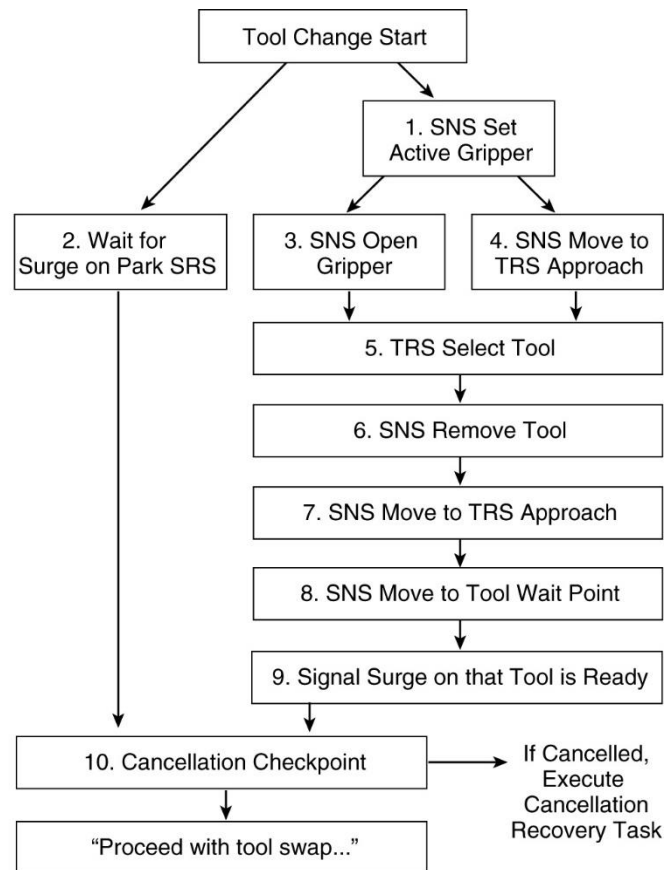 Tool Change Start
1. SNS Set
Active Gripper
2. Wait for
Surge on Park SRS
3. SNS Open
Gripper
4. SNS Move to
TRS Approach
5. TRS Select Tool
6. SNS Remove Tool
7. SNS Move to TRS Approach
8. SNS Move to Tool Wait Point
9. Signal Surge on that Tool is Ready
10. Cancellation Checkpoint
If Cancelled,
Execute
Cancellation
Recovery Task
“Proceed with tool swap...”